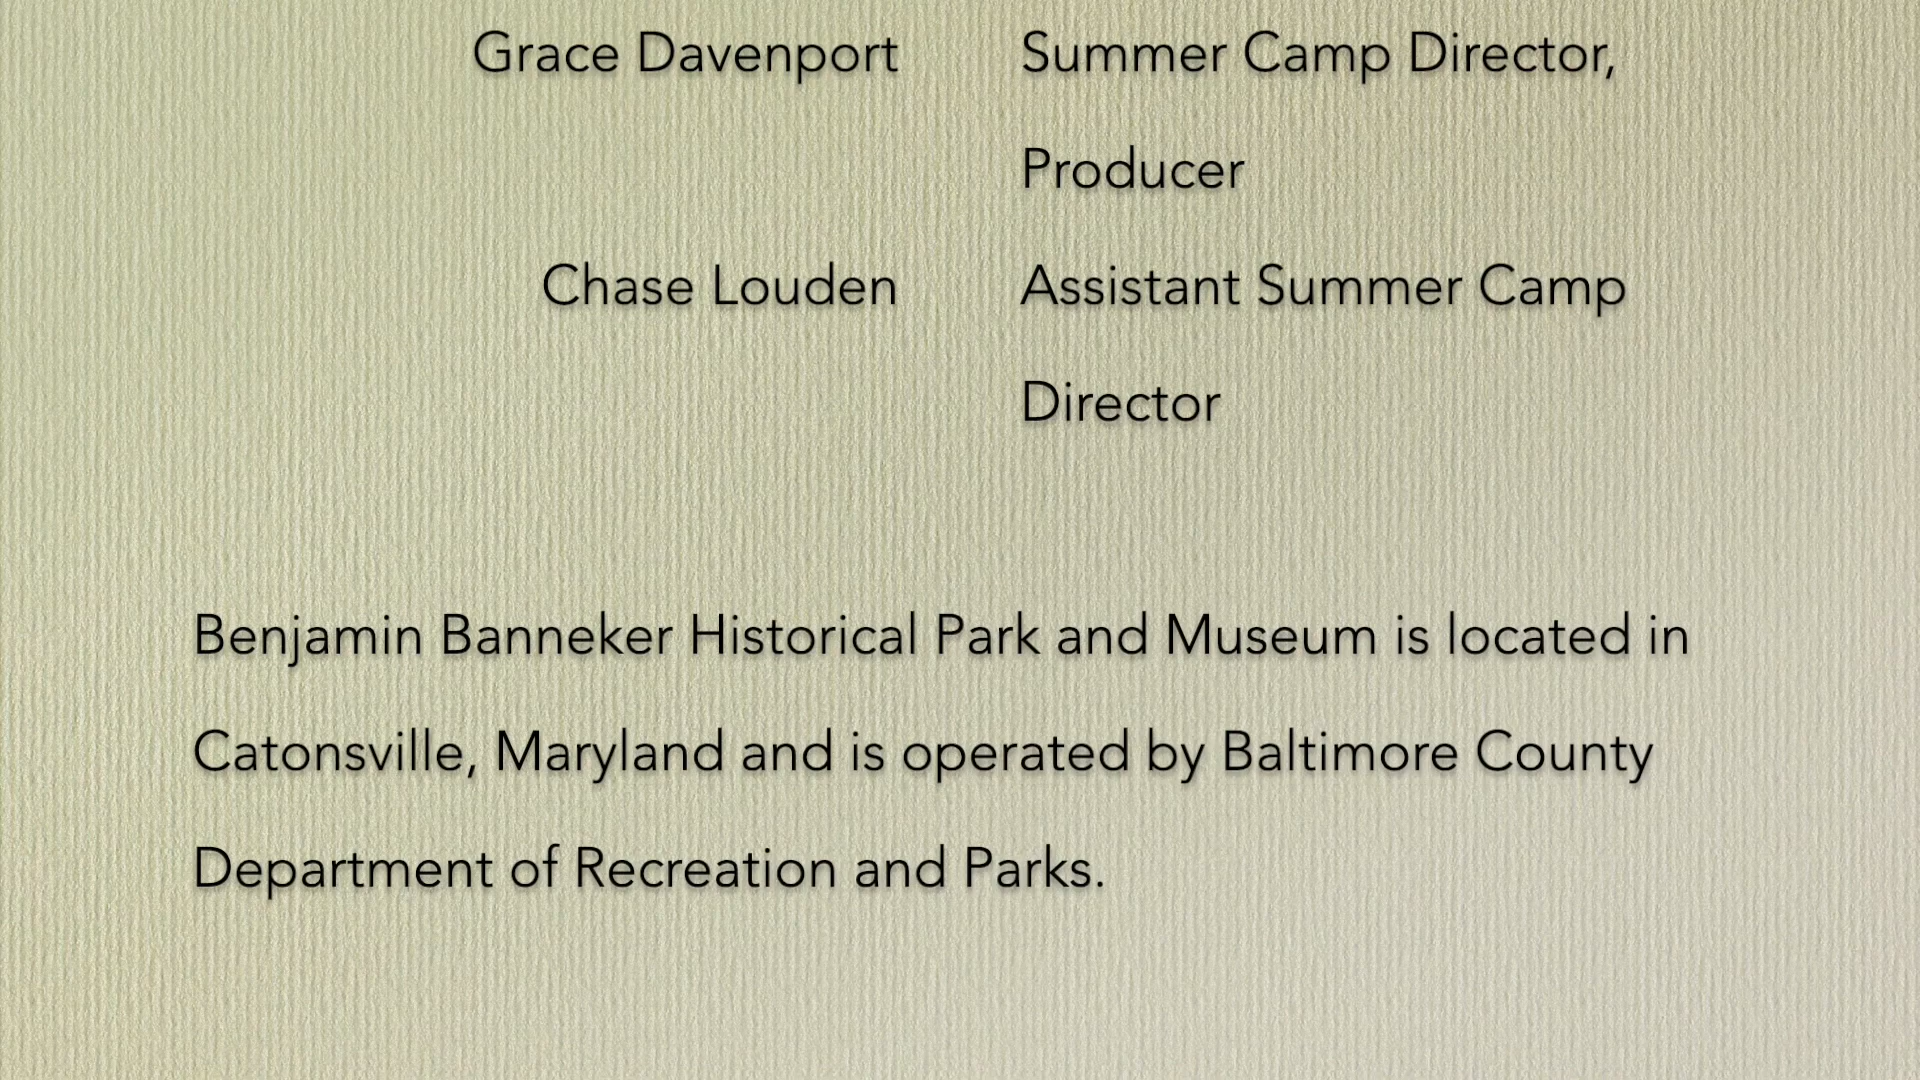 Grace Davenport Summer Camp Director,
Producer
Chase Louden Assistant Summer Camp
Director
Benjamin Banneker Historical Park and Museum is located in
Catonsville, Maryland and is operated by Baltimore County
Department of Recreation and Parks.